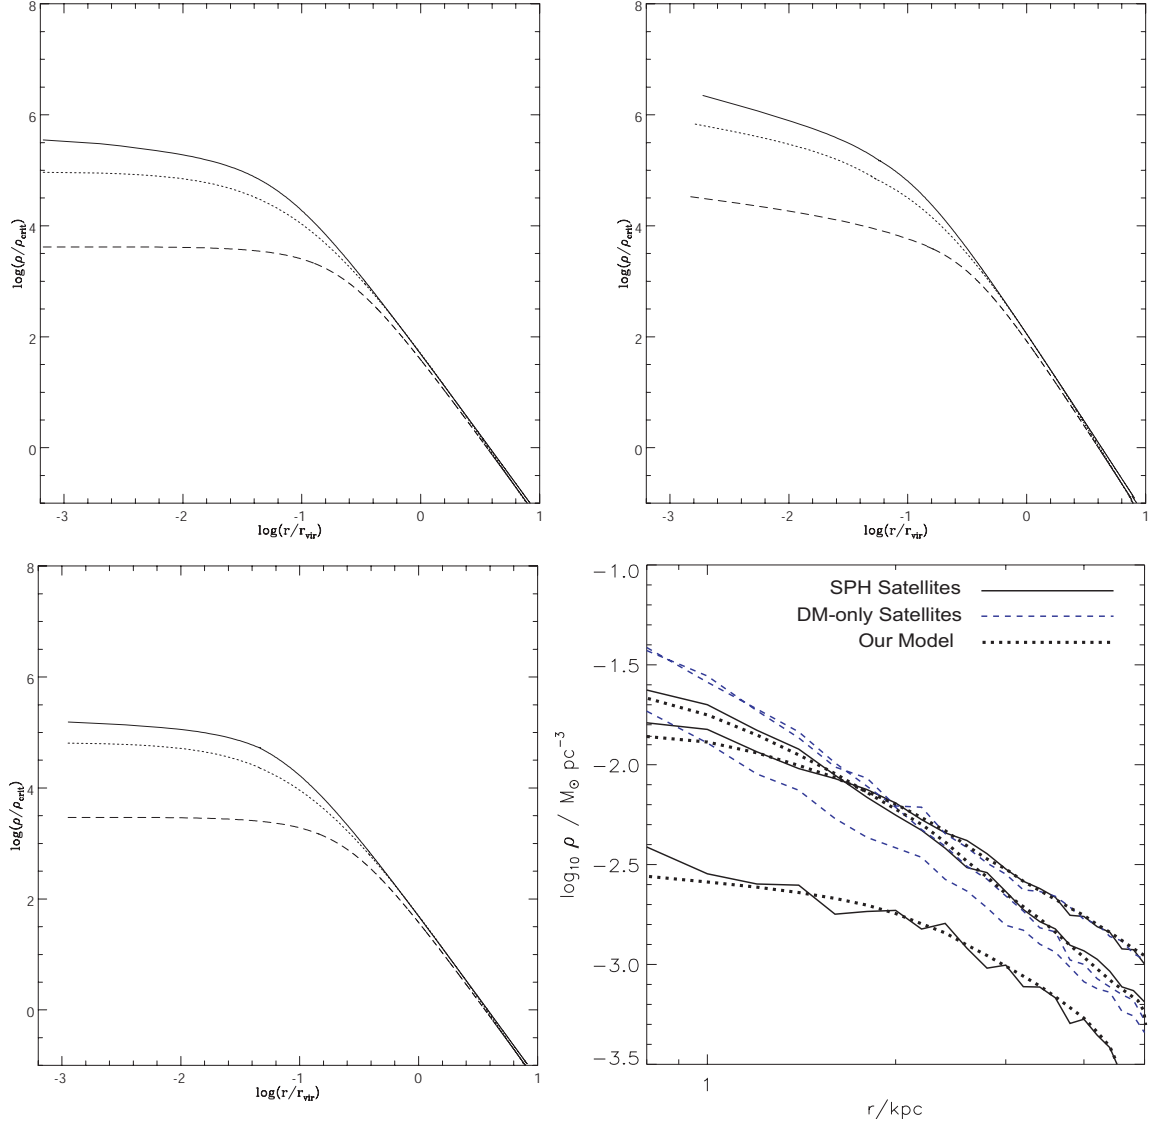 8
6
4
2
0
log(ρ/ρcrit)
-3 -2 -1 0 1
log(r/rvir)
8
6
4
2
0
log(ρ/ρcrit)
-3 -2 -1 0 1
log(r/rvir)
8
6
4
2
0
log(ρ/ρcrit)
-3 -2 -1 0 1
log(r/rvir)
−1.0
−1.5
−2.0
−2.5
−3.0
−3.5
log₁₀ ρ / M⊙ pc⁻³
SPH Satellites
DM-only Satellites
Our Model
1
r/kpc